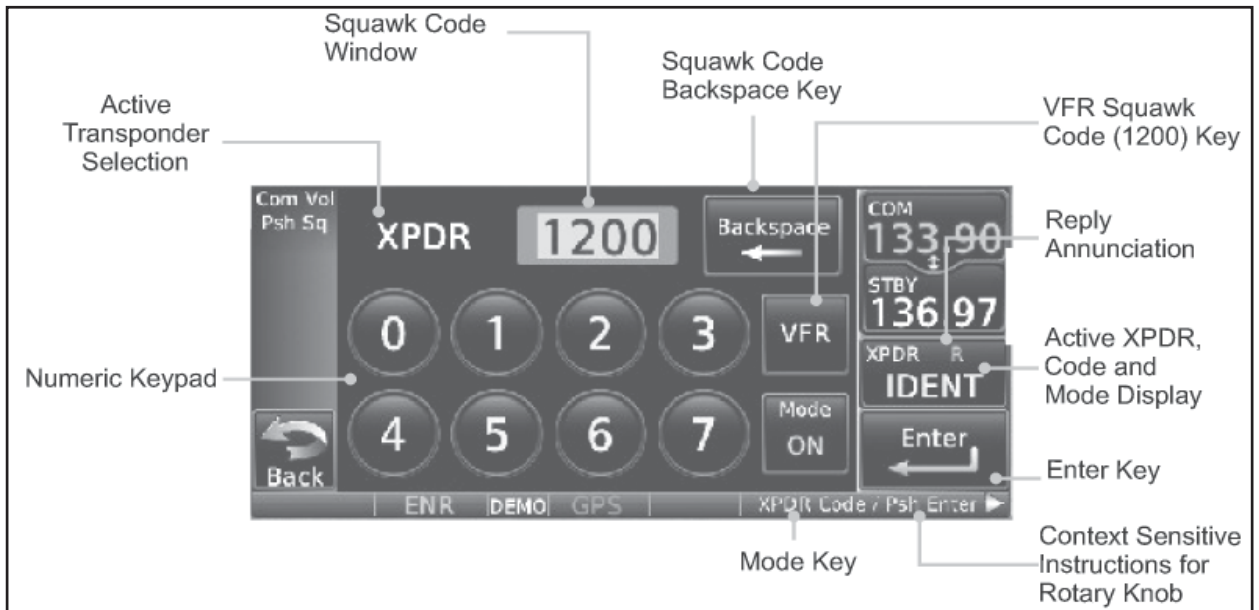 Squawk Code
Window
Squawk Code
Backspace Key
Active
Transponder
Selection
VFR Squawk
Code (1200) Key
Com Vol
Psh Sq
XPDR
1200
Backspace
COM
133.90
Reply
Annunciation
STBY
136.97
0
1
2
3
VFR
XPDR R
IDENT
Active XPDR,
Code and
Mode Display
Numeric Keypad
4
5
6
7
Mode
ON
Enter
Back
Enter Key
ENR
DEMO
GPS
XPDR Code / Psh Enter
Mode Key
Context Sensitive
Instructions for
Rotary Knob